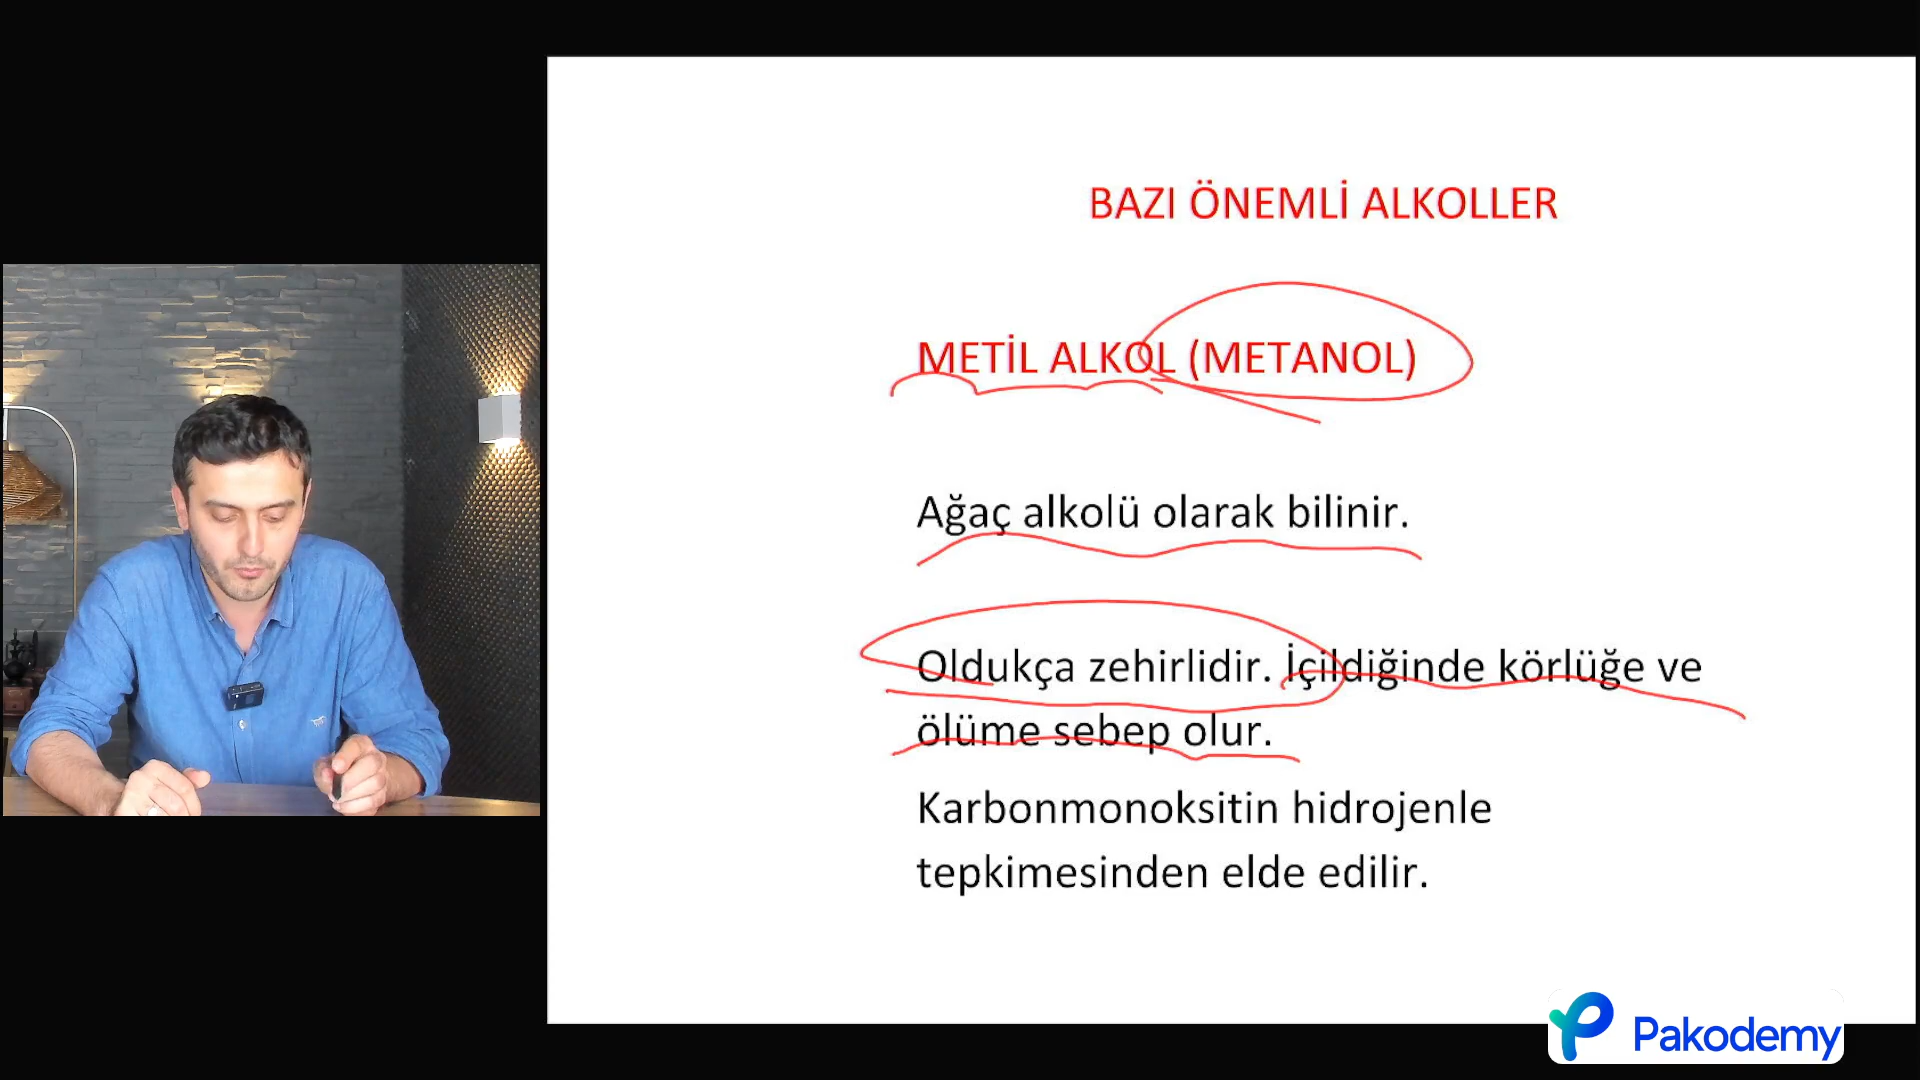 BAZI ÖNEMLİ ALKOLLER
METİL ALKOL (METANOL)
Ağaç alkolü olarak bilinir.
Oldukça zehirlidir. İçildiğinde körlüğe ve
ölüme sebep olur.
Karbonmonoksitin hidrojenle
tepkimesinden elde edilir.
Pakodemy